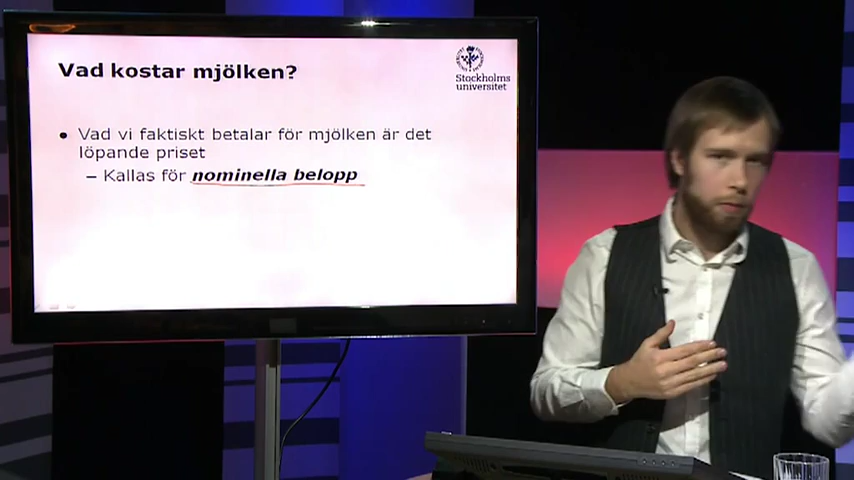 Vad kostar mjölken?
Stockholms
universitet
● Vad vi faktiskt betalar för mjölken är det
löpande priset
– Kallas för nominella belopp